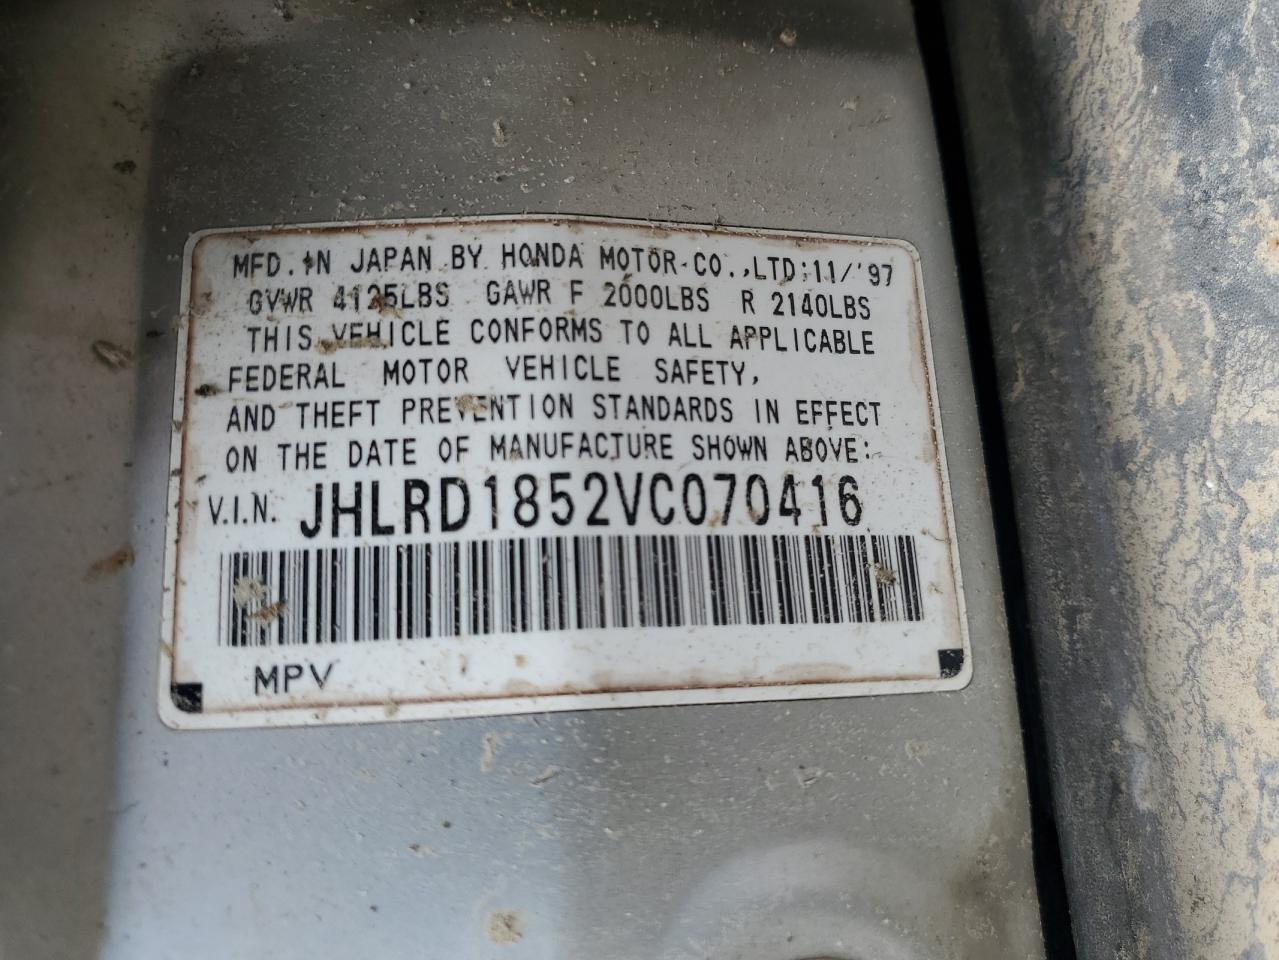 MFD. IN JAPAN BY HONDA MOTOR CO.,LTD; 11/'97
GVWR 4125LBS GAWR F 2000LBS R 2140LBS
THIS VEHICLE CONFORMS TO ALL APPLICABLE
FEDERAL MOTOR VEHICLE SAFETY,
AND THEFT PREVENTION STANDARDS IN EFFECT
ON THE DATE OF MANUFACTURE SHOWN ABOVE:
V.I.N. JHLRD1852VC070416
MPV